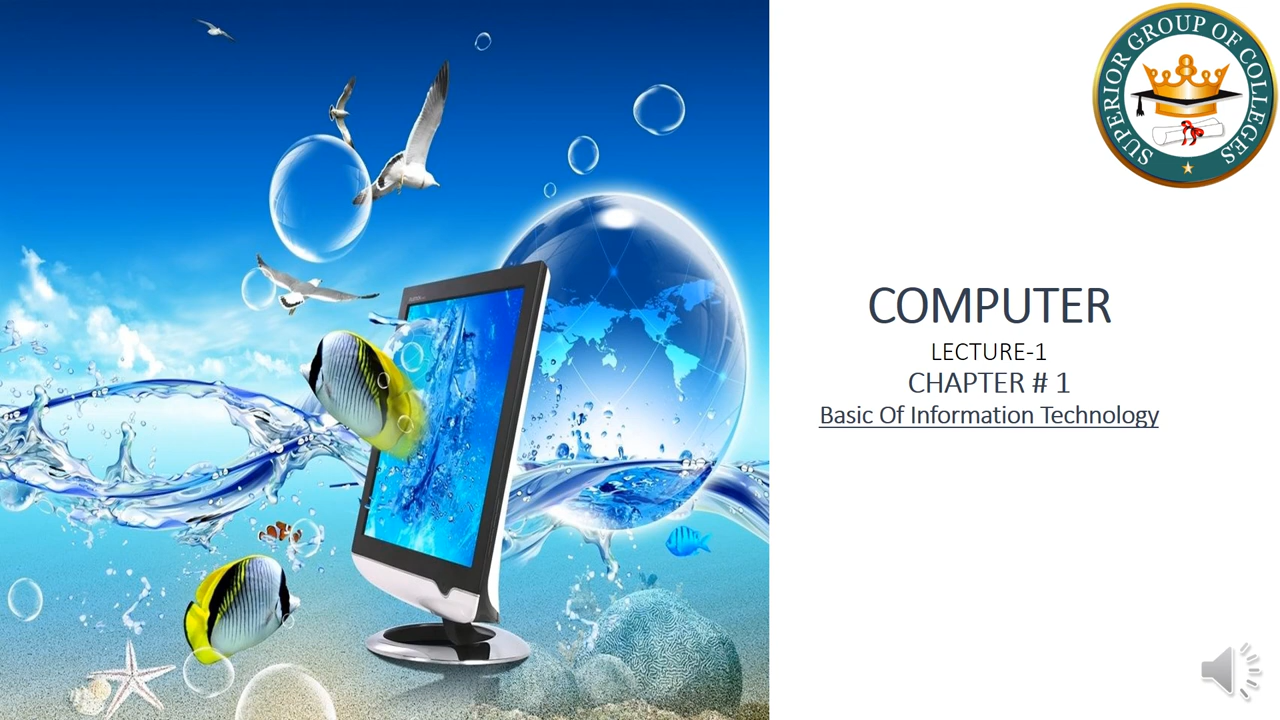 SUPERIOR GROUP OF COLLEGES
COMPUTER
LECTURE-1
CHAPTER # 1
Basic Of Information Technology